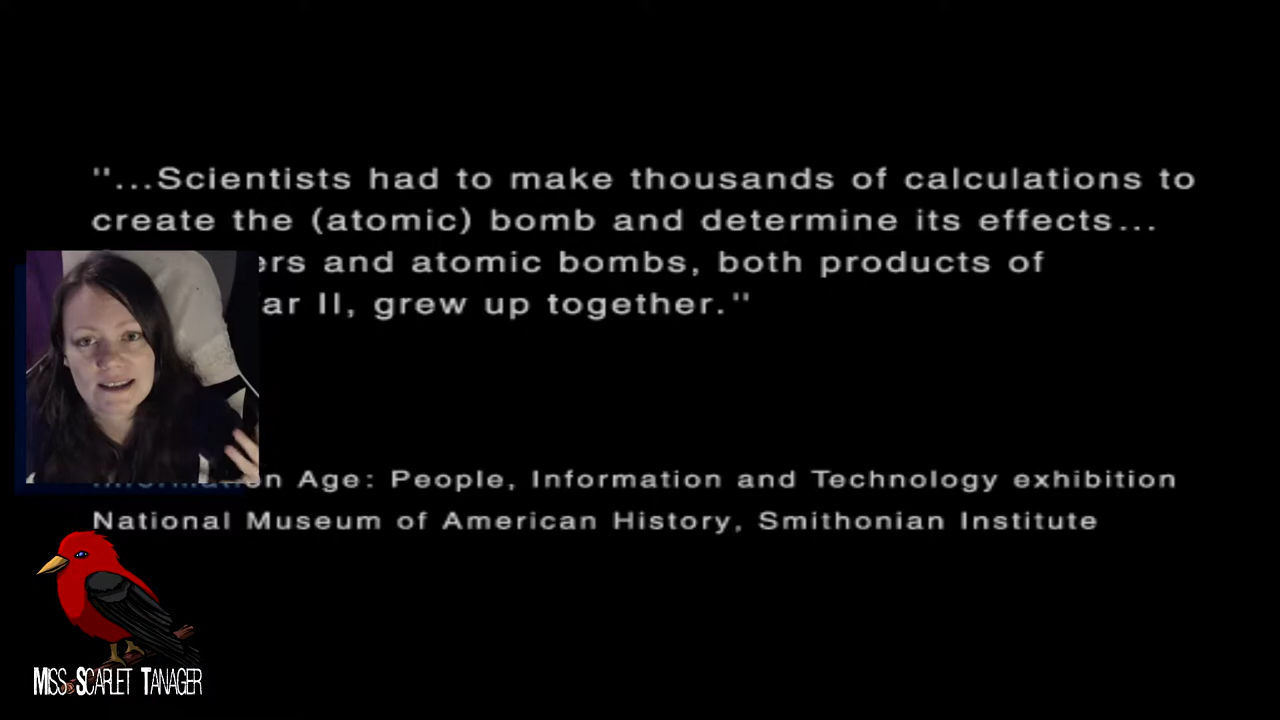 "...Scientists had to make thousands of calculations to
create the (atomic) bomb and determine its effects...
ers and atomic bombs, both products of
ar II, grew up together."
Age: People, Information and Technology exhibition
National Museum of American History, Smithonian Institute
MISS SCARLET TANAGER